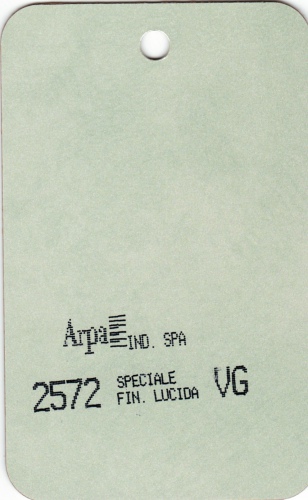 Arpa IND. SPA
2572 SPECIALE FIN. LUCIDA VG